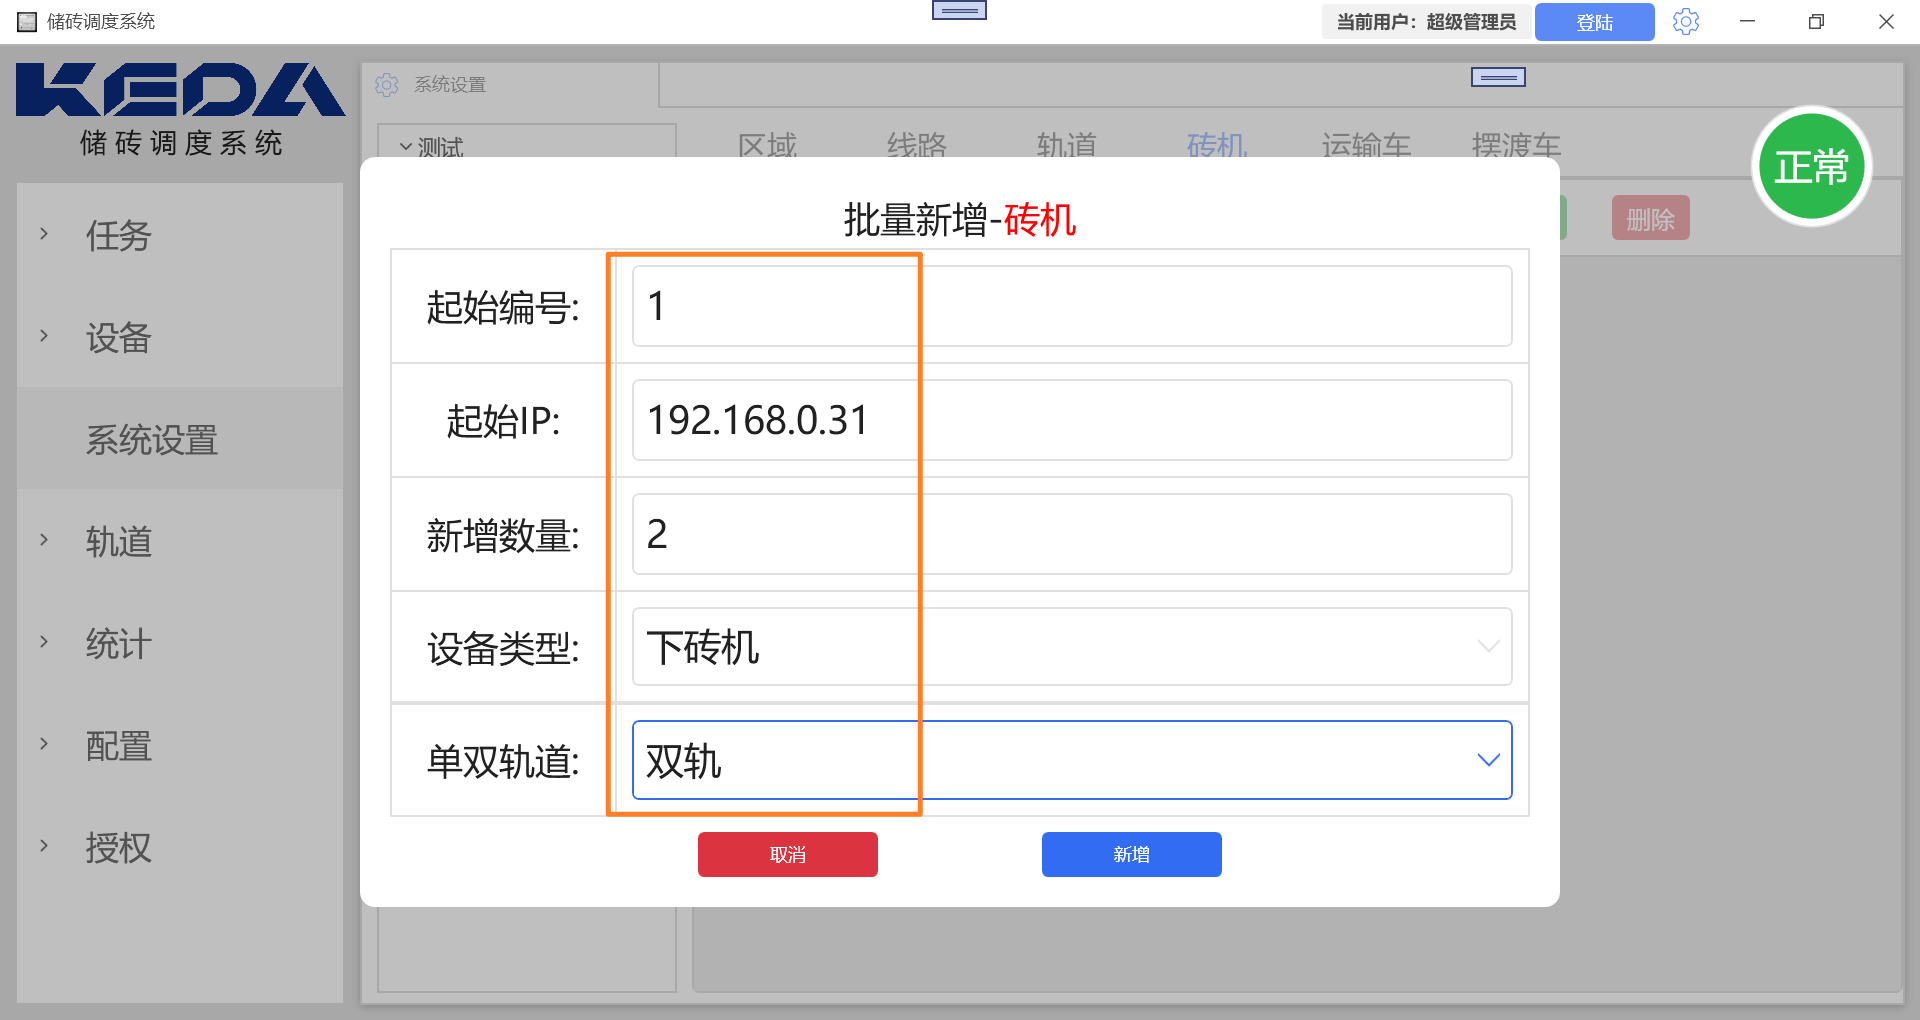 储砖调度系统
当前用户：超级管理员
登陆
KEDA
储砖调度系统
系统设置
测试
区域
线路
轨道
砖机
运输车
摆渡车
正常
删除
任务
设备
系统设置
轨道
统计
配置
授权
批量新增-砖机
起始编号:
1
起始IP:
192.168.0.31
新增数量:
2
设备类型:
下砖机
单双轨道:
双轨
取消
新增